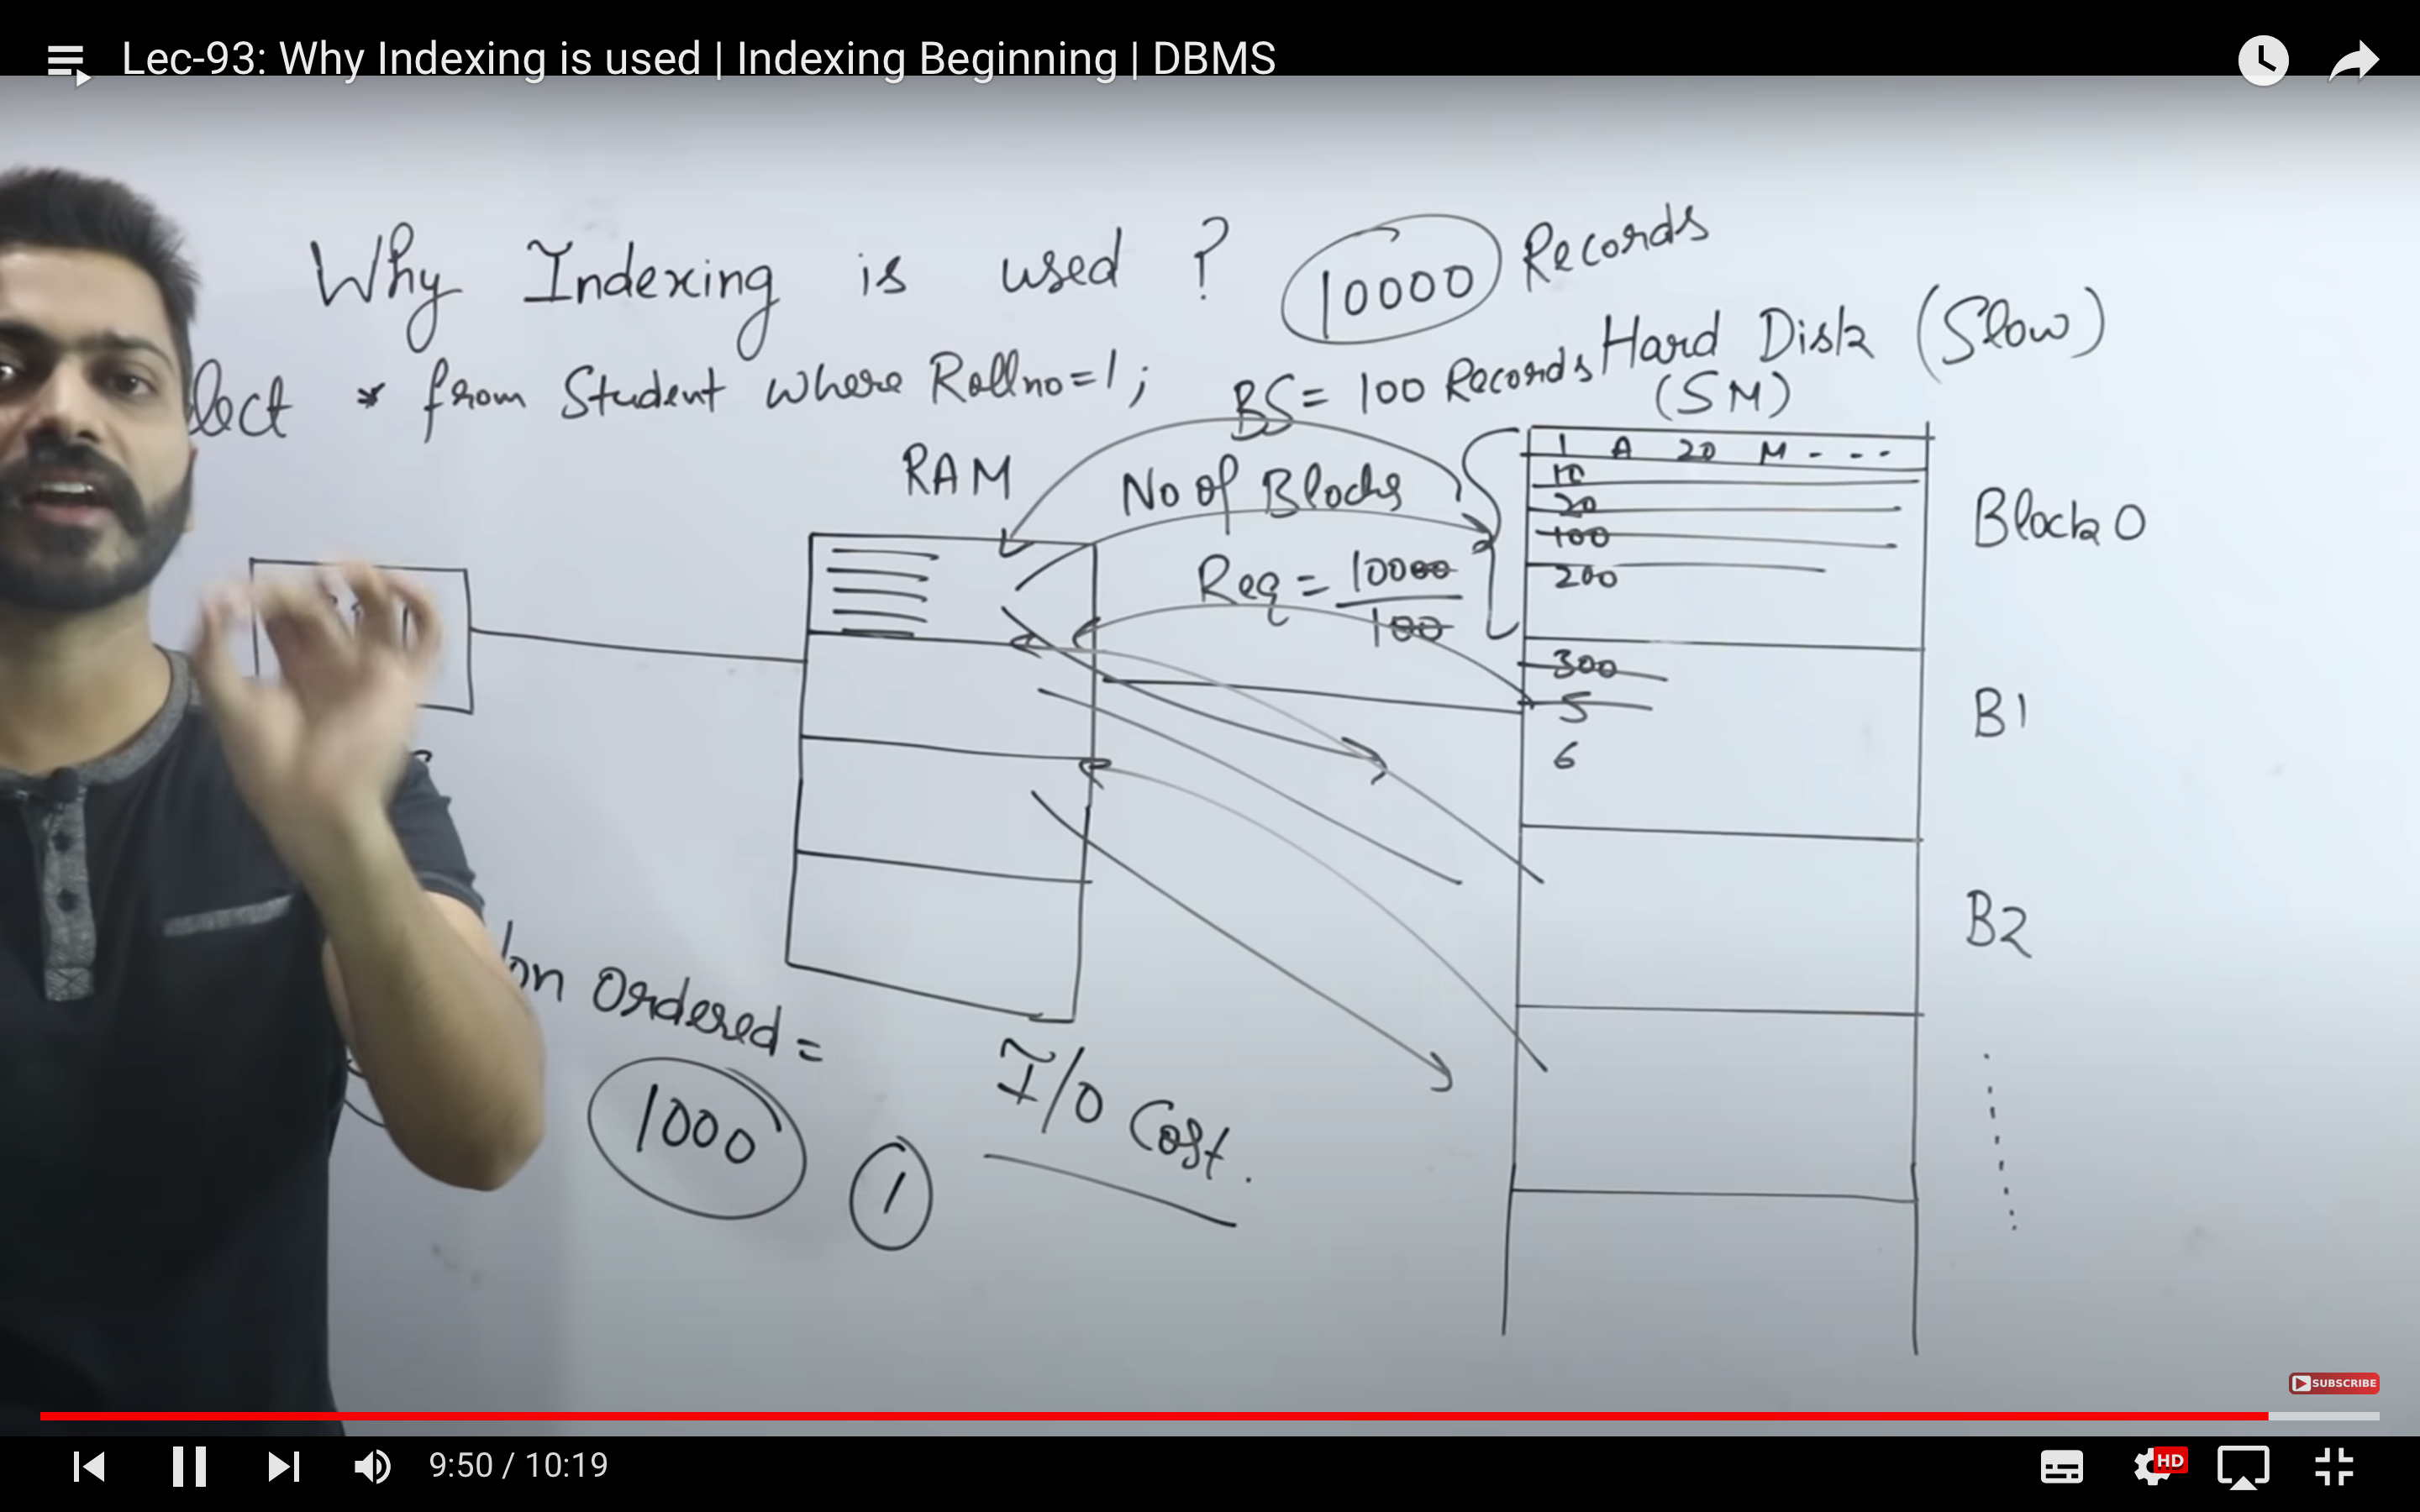 Lec-93: Why Indexing is used | Indexing Beginning | DBMS
Why Indexing is used ?
10000 Records
lect * from Student where Rollno=1;
BS= 100 Records
Hard Disk (Slow)
(SM)
RAM
No of Blocks
Req = 10000
100
1 A 20 M - - -
10
20
100
200
Block 0
300
5
6
B1
B2
on Ordered =
1000
1
I/O Cost.
SUBSCRIBE
9:50 / 10:19
HD